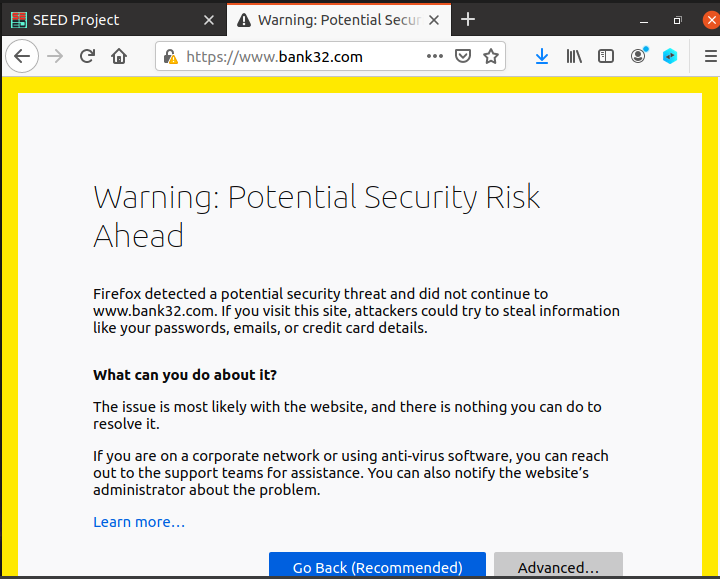 SEED Project
Warning: Potential Secur
https://www.bank32.com
Warning: Potential Security Risk
Ahead
Firefox detected a potential security threat and did not continue to
www.bank32.com. If you visit this site, attackers could try to steal information
like your passwords, emails, or credit card details.
What can you do about it?
The issue is most likely with the website, and there is nothing you can do to
resolve it.
If you are on a corporate network or using anti-virus software, you can reach
out to the support teams for assistance. You can also notify the website’s
administrator about the problem.
Learn more…
Go Back (Recommended)
Advanced…